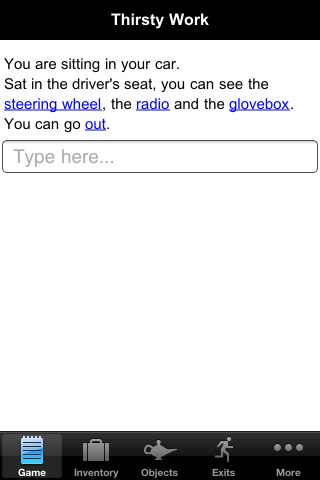 Thirsty Work
You are sitting in your car.
Sat in the driver's seat, you can see the
steering wheel, the radio and the glovebox.
You can go out.
Type here...
Game Inventory Objects Exits More